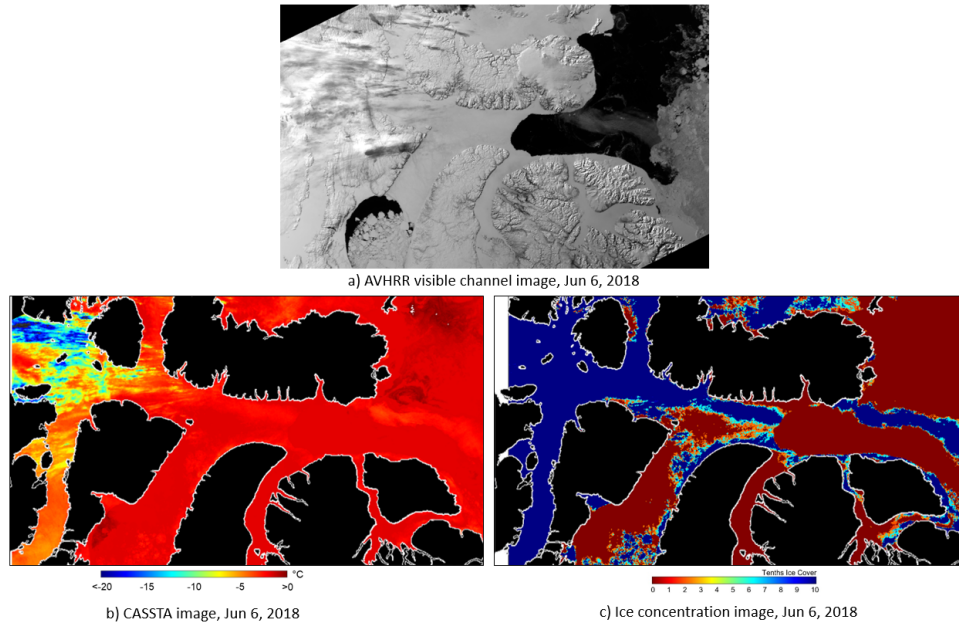 a) AVHRR visible channel image, Jun 6, 2018
°C
<-20 -15 -10 -5 >0
b) CASSTA image, Jun 6, 2018
Tenths Ice Cover
0 1 2 3 4 5 6 7 8 9 10
c) Ice concentration image, Jun 6, 2018